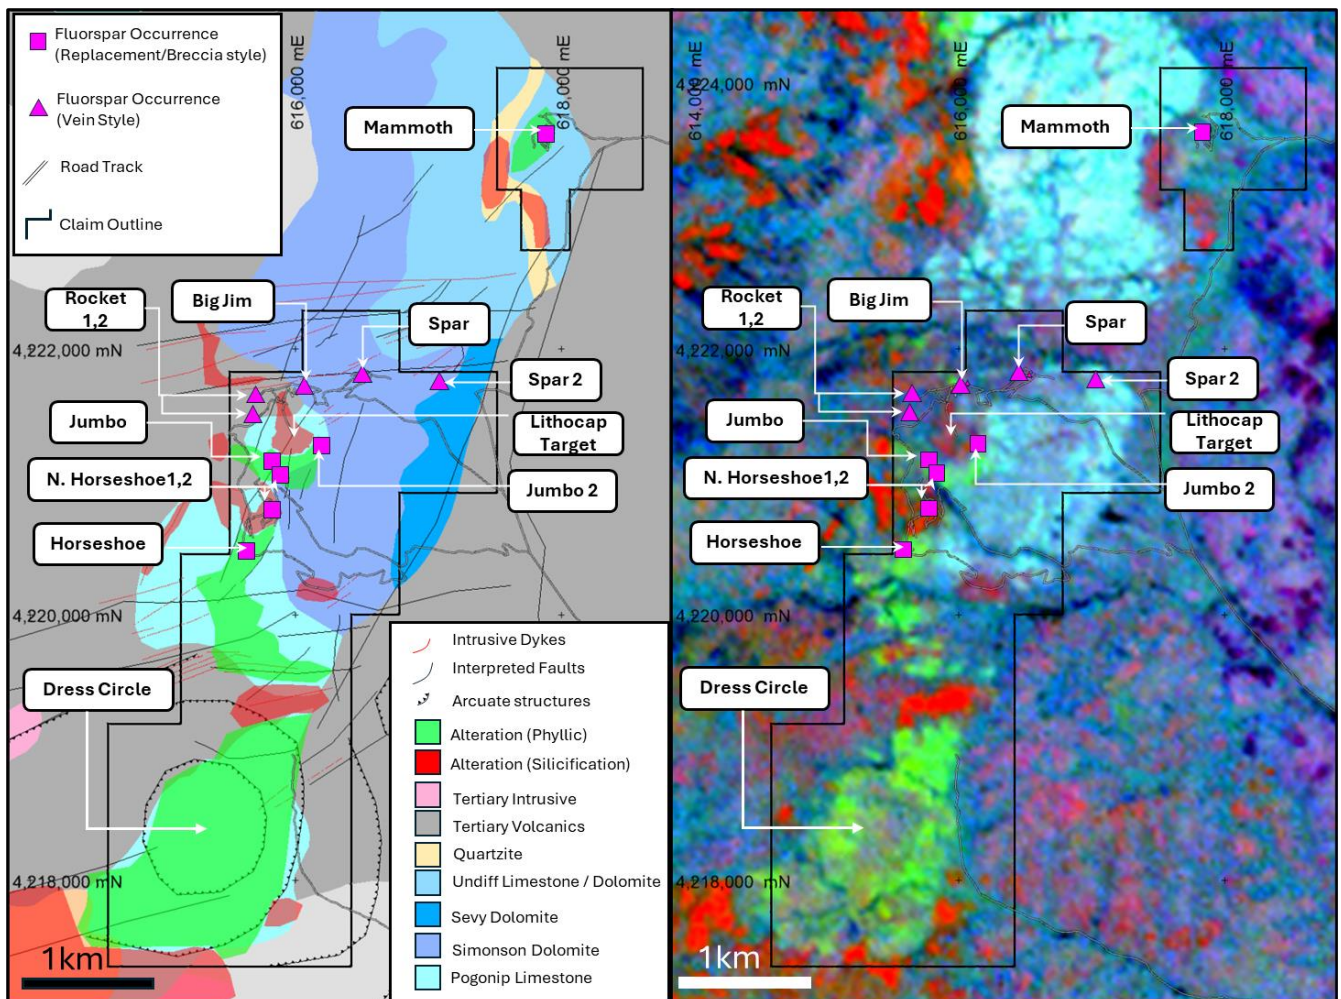 Fluorspar Occurrence
(Replacement/Breccia style)
Fluorspar Occurrence
(Vein Style)
Road Track
Claim Outline
616,000 mE
618,000 mE
Mammoth
Rocket
1,2
Big Jim
Spar
4,222,000 mN
Spar 2
Jumbo
Lithocap
Target
N. Horseshoe1,2
Jumbo 2
Horseshoe
4,220,000 mN
Dress Circle
4,218,000 mN
1km
Intrusive Dykes
Interpreted Faults
Arcuate structures
Alteration (Phyllic)
Alteration (Silicification)
Tertiary Intrusive
Tertiary Volcanics
Quartzite
Undiff Limestone / Dolomite
Sevy Dolomite
Simonson Dolomite
Pogonip Limestone
614,000 mE
616,000 mE
618,000 mE
4,224,000 mN
Mammoth
Rocket
1,2
Big Jim
Spar
4,222,000 mN
Spar 2
Jumbo
Lithocap
Target
N. Horseshoe1,2
Jumbo 2
Horseshoe
4,220,000 mN
Dress Circle
4,218,000 mN
1km